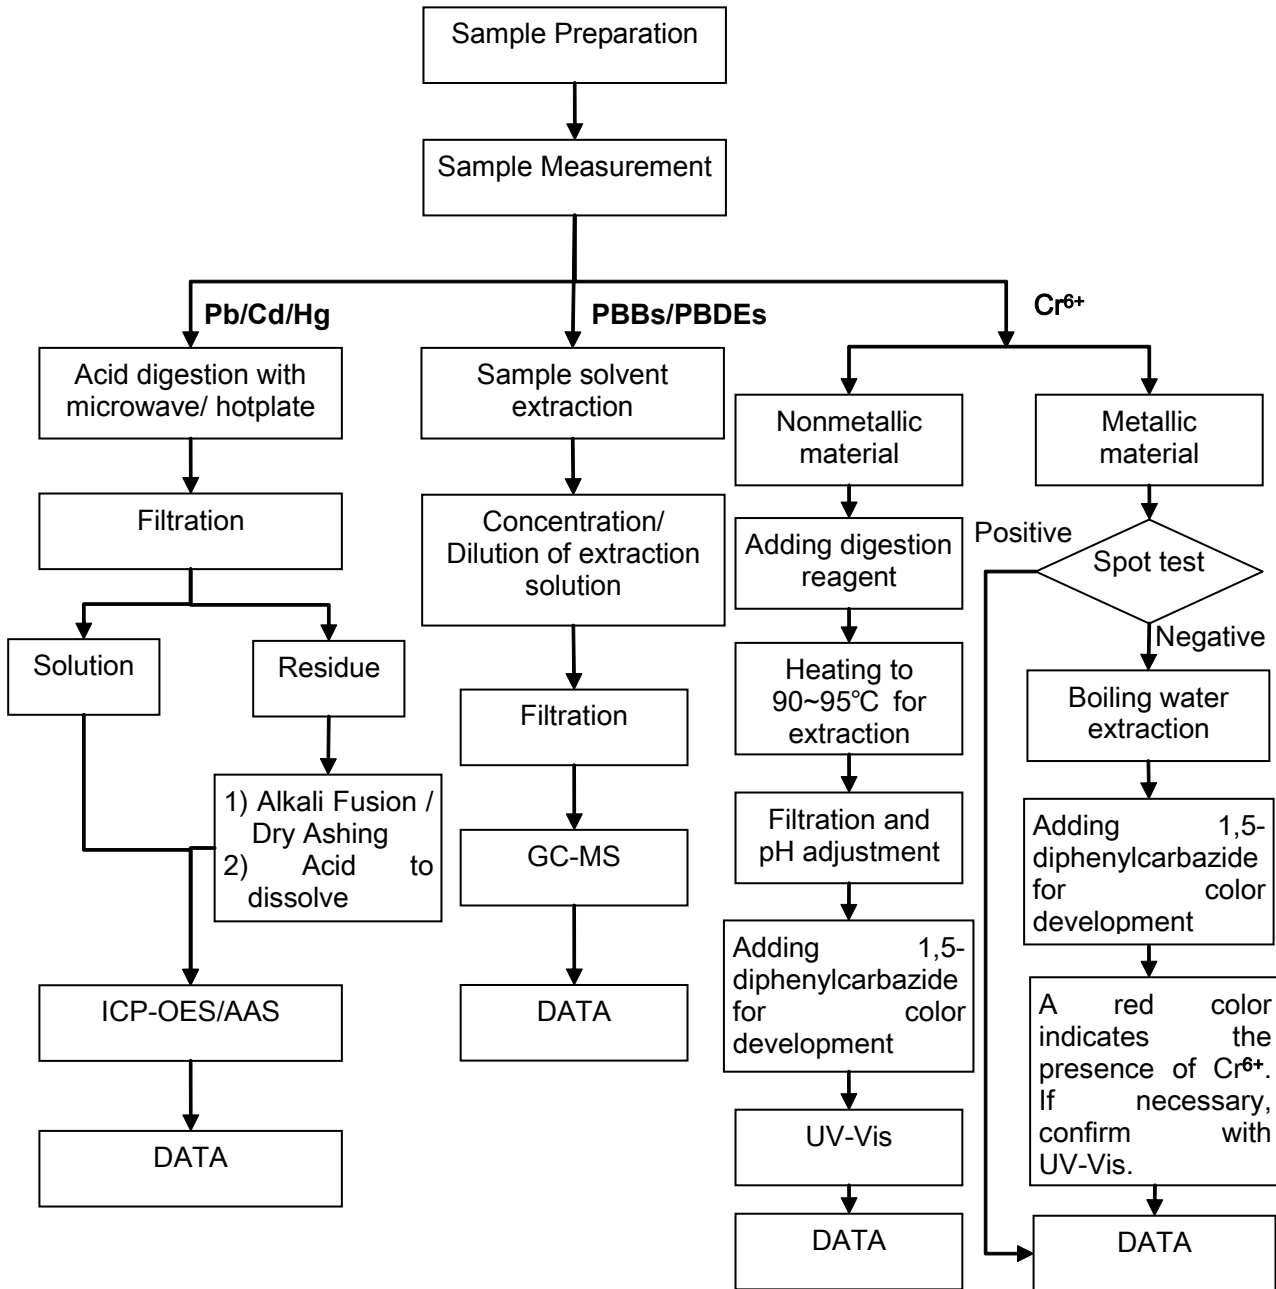 Sample Preparation
Sample Measurement
Pb/Cd/Hg
PBBs/PBDEs
Cr⁶⁺
Acid digestion with
microwave/ hotplate
Filtration
Solution
Residue
1) Alkali Fusion /
Dry Ashing
2) Acid to
dissolve
ICP-OES/AAS
DATA
Sample solvent
extraction
Concentration/
Dilution of extraction
solution
Filtration
GC-MS
DATA
Nonmetallic
material
Adding digestion
reagent
Heating to
90~95℃ for
extraction
Filtration and
pH adjustment
Adding 1,5-
diphenylcarbazide
for color
development
UV-Vis
DATA
Metallic
material
Positive
Spot test
Negative
Boiling water
extraction
Adding 1,5-
diphenylcarbazide
for color
development
A red color
indicates the
presence of Cr⁶⁺.
If necessary,
confirm with
UV-Vis.
DATA